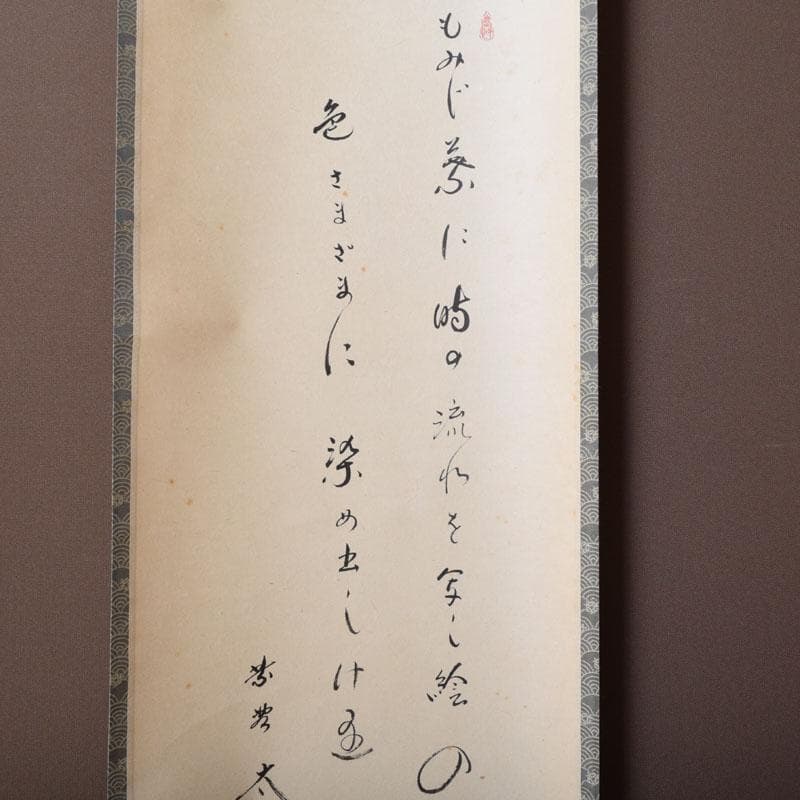 もみじ葉に時の流れを写し絵の
色さまざまに染め出しけ
太